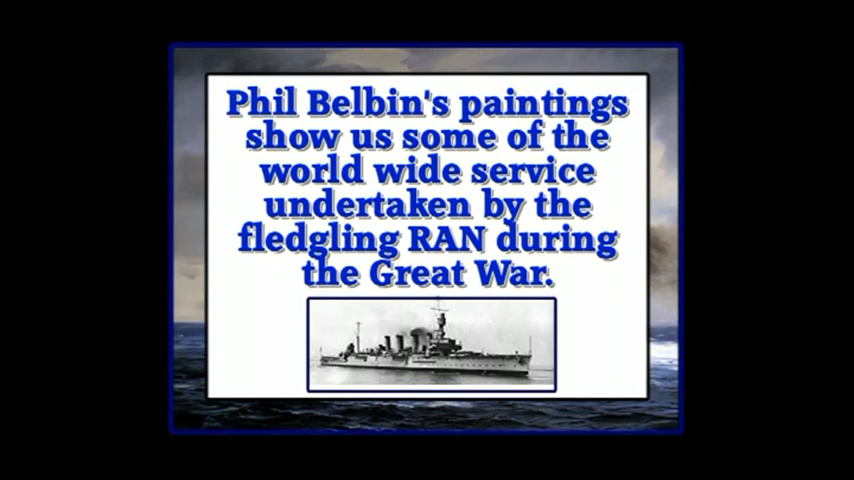 Phil Belbin's paintings
show us some of the
world wide service
undertaken by the
fledgling RAN during
the Great War.